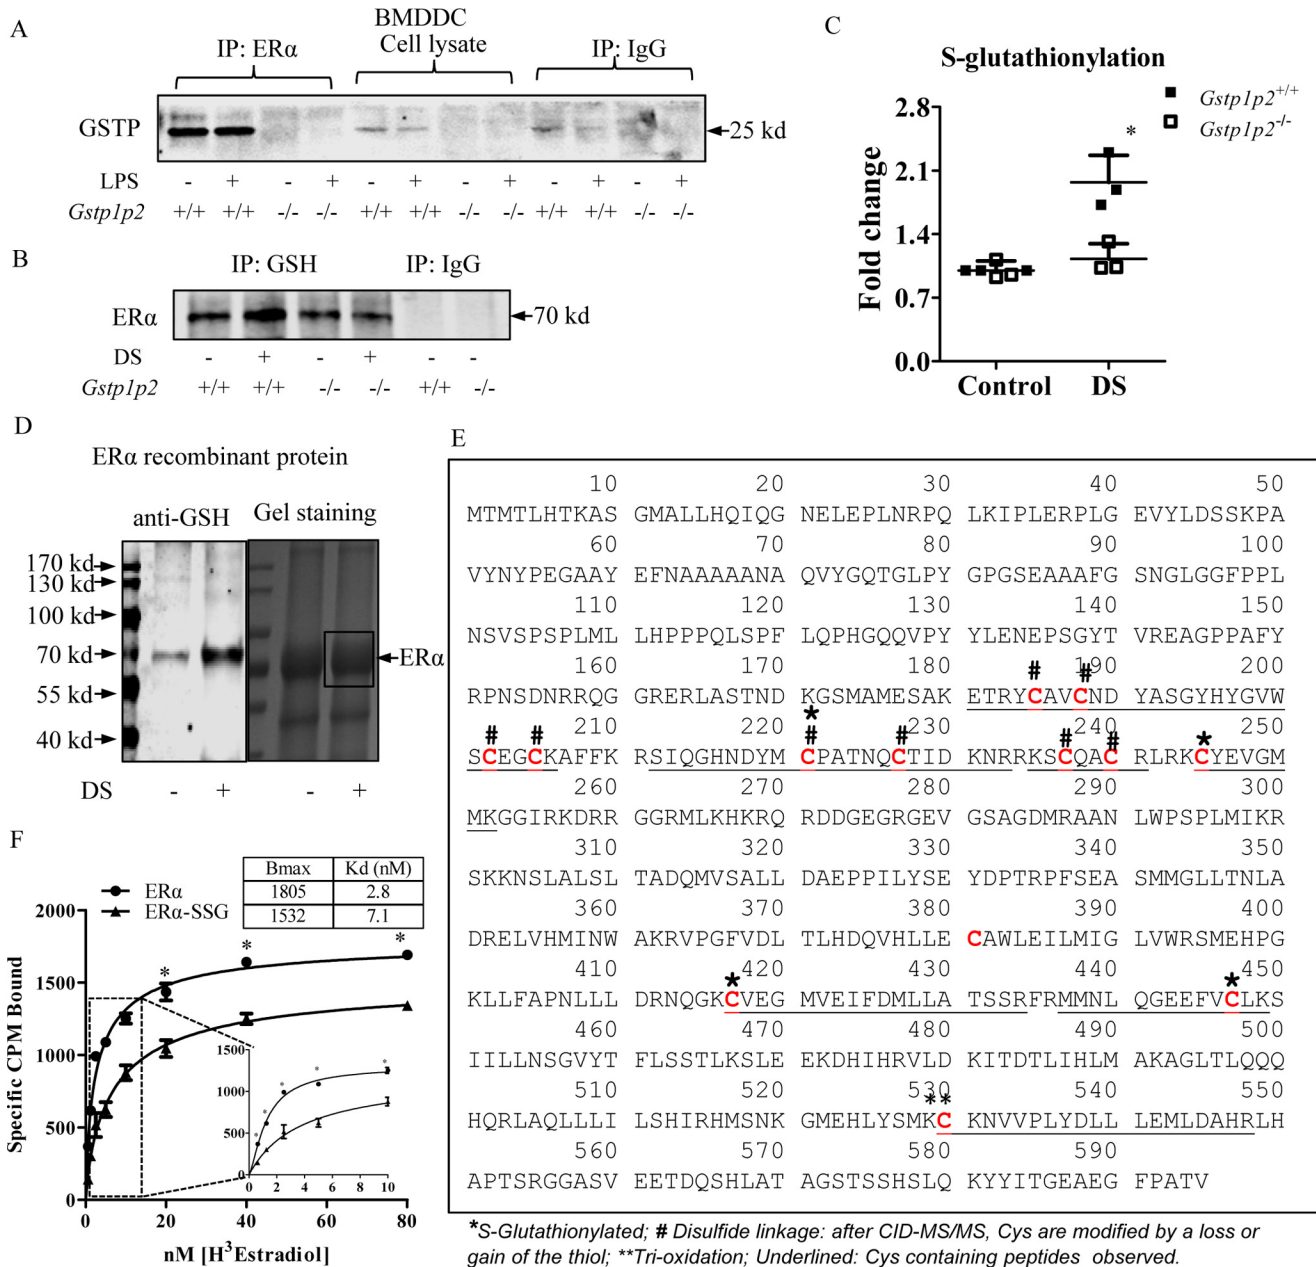 A
BMDDC
IP: ERα
Cell lysate
IP: IgG
GSTP
25 kd
LPS - + - + - + - + - + - +
Gstp1p2 +/+ +/+ -/- -/- +/+ +/+ -/- -/- +/+ +/+ -/- -/-
B
IP: GSH
IP: IgG
ERα
70 kd
DS - + - + - -
Gstp1p2 +/+ +/+ -/- -/- +/+ -/-
C
S-glutathionylation
Gstp1p2+/+
Gstp1p2-/-
*
Fold change
2.8
2.1
1.4
0.7
0.0
Control DS
D
ERα recombinant protein
anti-GSH
Gel staining
170 kd
130 kd
100 kd
70 kd
55 kd
40 kd
ERα
DS - + - +
E
10 20 30 40 50
MTMTLHTKAS GMALLHQIQG NELEPLNRPQ LKIPLERPLG EVYLDSSKPA
60 70 80 90 100
VYNYPEGAAY EFNAAAAANA QVYGQTGLPY GPGSEAAAFG SNGLGGFPPL
110 120 130 140 150
NSVSPSPLML LHPPPQLSPF LQPHGQQVPY YLENEPSGYT VREAGPPAFY
160 170 180 190 200
# #
RPNSDNRRQG GRERLASTND KGSMAMESAK ETRYCAVCND YASGYHYGVW
210 220 230 240 250
# # * # # # # *
SCEGCKAFFK RSIQGHNDYM CPATNQCTID KNRRKSCQAC RLRKCYEVGM
260 270 280 290 300
MKGGIRKDRR GGRMLKHKRQ RDDGEGRGEV GSAGDMRAAN LWPSPLMIKR
310 320 330 340 350
SKKNSLALSL TADQMVSALL DAEPPILYSE YDPTRPFSEA SMMGLLTNLA
360 370 380 390 400
DRELVHMINW AKRVPGFVDL TLHDQVHLLE CAWLEILMIG LVWRSMEHPG
410 420 430 440 450
* *
KLLFAPNLLL DRNQGKCVEG MVEIFDMLLA TSSRFRMMNL QGEEFVCLKS
460 470 480 490 500
IILLNSGVYT FLSSTLKSLE EKDHIHRVLD KITDTLIHLM AKAGLTLQQQ
510 520 530 540 550
**
HQRLAQLLLI LSHIRHMSNK GMEHLYSMK C KNVVPLYDLL LEMLDAHRLH
560 570 580 590
APTSRGGASV EETDQSHLAT AGSTSSHSLQ KYYITGEAEG FPATV
*S-Glutathionylated; # Disulfide linkage: after CID-MS/MS, Cys are modified by a loss or
gain of the thiol; **Tri-oxidation; Underlined: Cys containing peptides observed.
F
ERα
ERα-SSG
Bmax Kd (nM)
1805 2.8
1532 7.1
Specific CPM Bound
2000
1500
1000
500
0
* * *
1500
1000
500
0
* * * * *
0 2 4 6 8 10
0 20 40 60 80
nM [H3Estradiol]